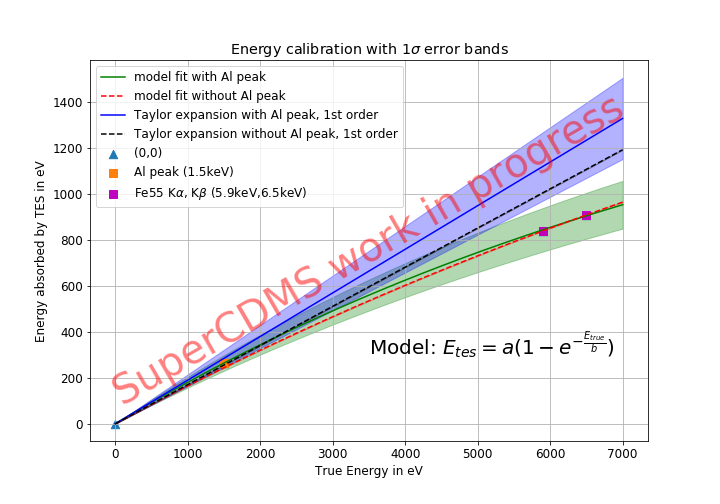 Energy calibration with 1σ error bands
model fit with Al peak
model fit without Al peak
Taylor expansion with Al peak, 1st order
Taylor expansion without Al peak, 1st order
(0,0)
Al peak (1.5keV)
Fe55 Kα, Kβ (5.9keV,6.5keV)
SuperCDMS work in progress
Model: E_{tes} = a(1 − e^{−\frac{E_{true}}{b}})
Energy absorbed by TES in eV
1400
1200
1000
800
600
400
200
0
0 1000 2000 3000 4000 5000 6000 7000
True Energy in eV